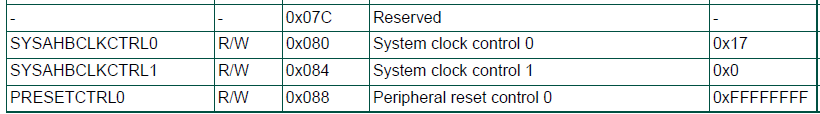 - - 0x07C Reserved -
SYSAHBCLKCTRL0 R/W 0x080 System clock control 0 0x17
SYSAHBCLKCTRL1 R/W 0x084 System clock control 1 0x0
PRESETCTRL0 R/W 0x088 Peripheral reset control 0 0xFFFFFFFF